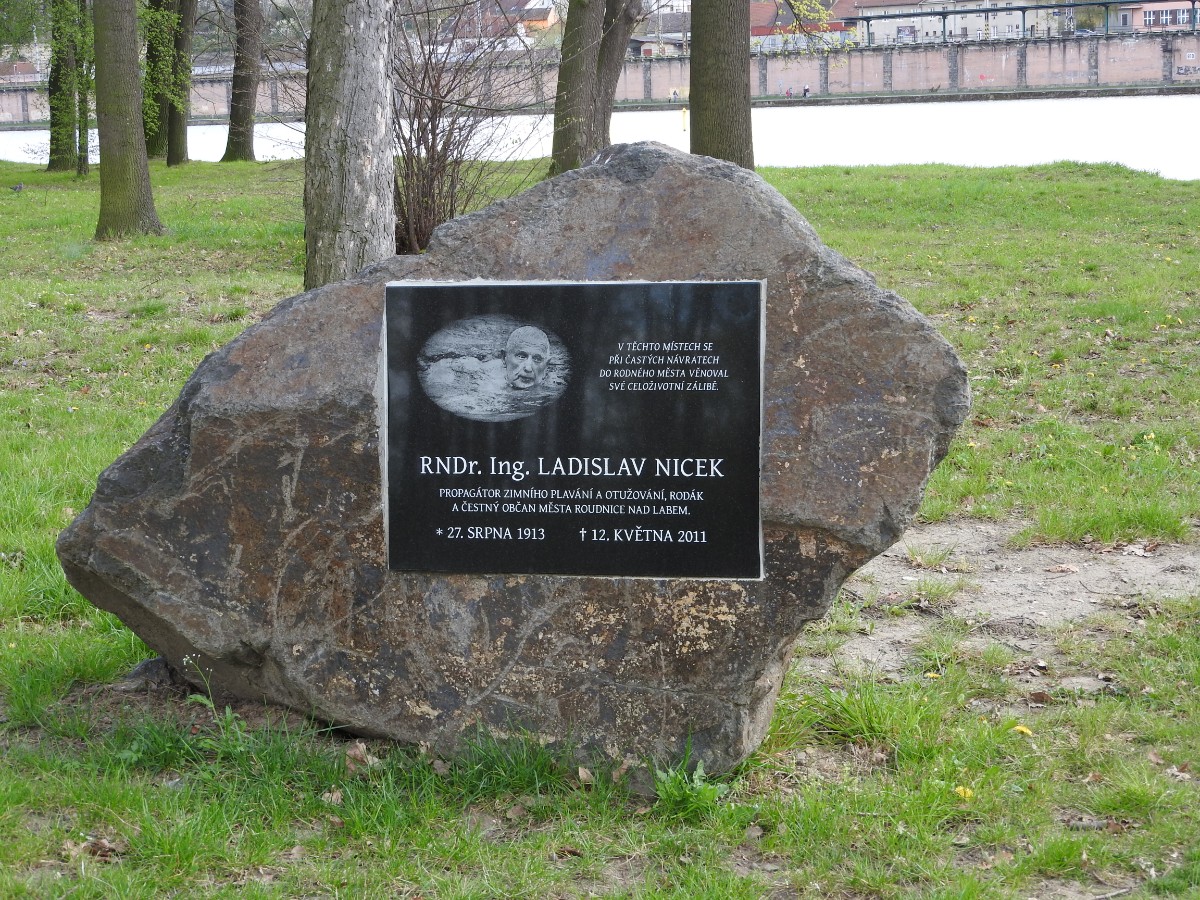 V TĚCHTO MÍSTECH SE
PŘI ČASTÝCH NÁVRATECH
DO RODNÉHO MĚSTA VĚNOVAL
SVÉ CELOŽIVOTNÍ ZÁLIBĚ.
RNDr. Ing. LADISLAV NICEK
PROPAGÁTOR ZIMNÍHO PLAVÁNÍ A OTUŽOVÁNÍ, RODÁK
A ČESTNÝ OBČAN MĚSTA ROUDNICE NAD LABEM.
* 27. SRPNA 1913 † 12. KVĚTNA 2011